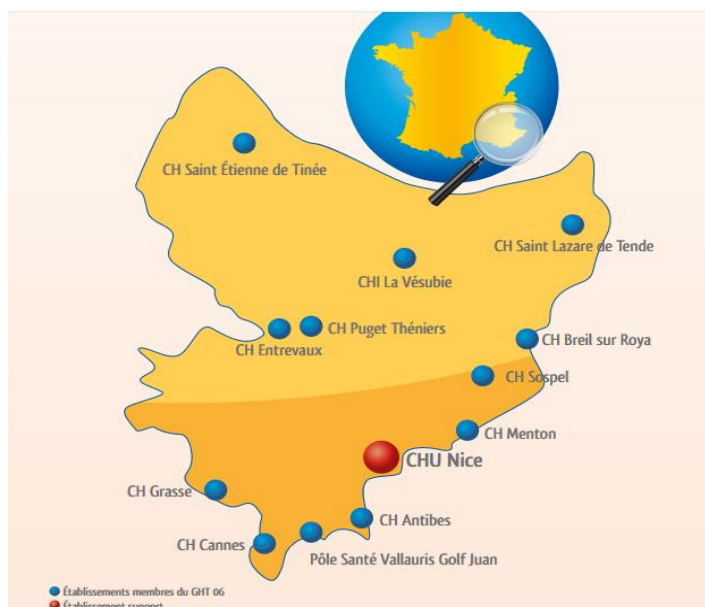 CH Saint Étienne de Tinée
CH Saint Lazare de Tende
CHI La Vésubie
CH Puget Théniers
CH Entrevaux
CH Breil sur Roya
CH Sospel
CH Menton
CHU Nice
CH Grasse
CH Antibes
CH Cannes
Pôle Santé Vallauris Golf Juan
Établissements membres du GHT 06
Établissement support